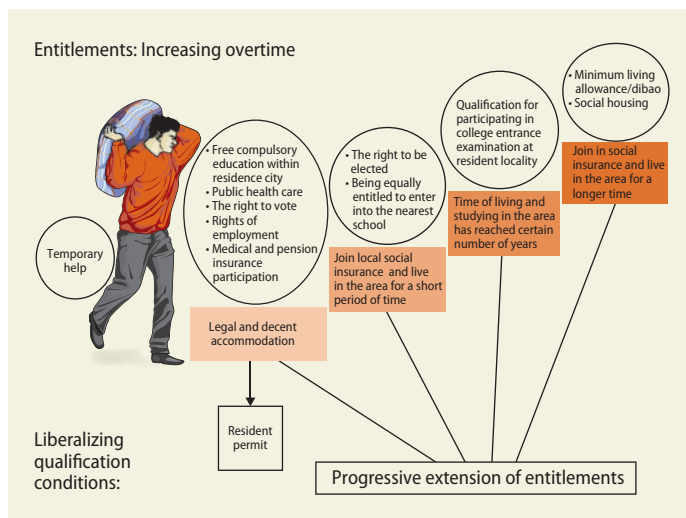 Entitlements: Increasing overtime
Temporary
help
• Free compulsory
education within
residence city
• Public health care
• The right to vote
• Rights of
employment
• Medical and pension
insurance
participation
Legal and decent
accommodation
Resident
permit
• The right to be
elected
• Being equally
entitled to enter
into the nearest
school
Join local social
insurance and live
in the area for a short
period of time
Qualification for
participating in
college entrance
examination at
resident locality
Time of living and
studying in the area
has reached certain
number of years
• Minimum living
allowance/dibao
• Social housing
Join in social
insurance and live
in the area for a
longer time
Liberalizing
qualification
conditions:
Progressive extension of entitlements